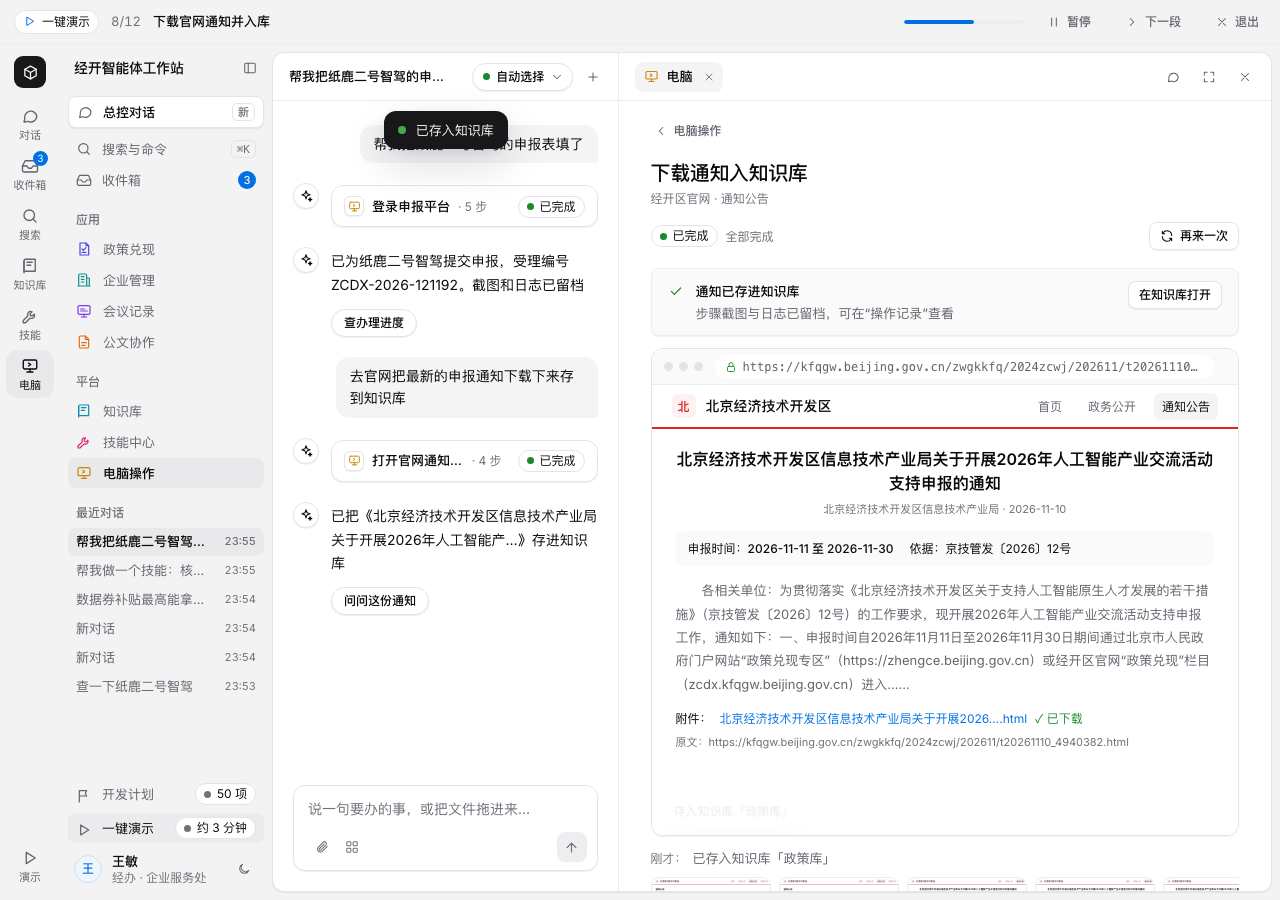 一键演示
8/12
下载官网通知并入库
暂停
下一段
退出
对话
3
收件箱
搜索
知识库
技能
电脑
演示
经开智能体工作站
总控对话
新
搜索与命令
⌘K
收件箱
3
应用
政策兑现
企业管理
会议记录
公文协作
平台
知识库
技能中心
电脑操作
最近对话
帮我把纸鹿二号智驾... 23:55
帮我做一个技能：核... 23:55
数据券补贴最高能拿... 23:54
新对话 23:54
新对话 23:54
查一下纸鹿二号智驾 23:53
开发计划
50 项
一键演示
约 3 分钟
王
王敏
经办 · 企业服务处
帮我把纸鹿二号智驾的申...
自动选择
已存入知识库
的申报表填了
登录申报平台 · 5 步
已完成
已为纸鹿二号智驾提交申报，受理编号
ZCDX-2026-121192。截图和日志已留档
查办理进度
去官网把最新的申报通知下载下来存
到知识库
打开官网通知... · 4 步
已完成
已把《北京经济技术开发区信息技术产业局
关于开展2026年人工智能产...》存进知识
库
问问这份通知
说一句要办的事，或把文件拖进来...
电脑
电脑操作
下载通知入知识库
经开区官网 · 通知公告
已完成
全部完成
再来一次
通知已存进知识库
步骤截图与日志已留档，可在“操作记录”查看
在知识库打开
https://kfqgw.beijing.gov.cn/zwgkkfq/2024zcwj/202611/t20261110...
北
北京经济技术开发区
首页
政务公开
通知公告
北京经济技术开发区信息技术产业局关于开展2026年人工智能产业交流活动
支持申报的通知
北京经济技术开发区信息技术产业局 · 2026-11-10
申报时间：2026-11-11 至 2026-11-30 依据：京技管发〔2026〕12号
各相关单位：为贯彻落实《北京经济技术开发区关于支持人工智能原生人才发展的若干措
施》（京技管发〔2026〕12号）的工作要求，现开展2026年人工智能产业交流活动支持申报
工作，通知如下：一、申报时间自2026年11月11日至2026年11月30日期间通过北京市人民政
府门户网站“政策兑现专区”（https://zhengce.beijing.gov.cn）或经开区官网“政策兑现”栏目
（zcdx.kfqgw.beijing.gov.cn）进入......
附件： 北京经济技术开发区信息技术产业局关于开展2026....html ✓ 已下载
原文：https://kfqgw.beijing.gov.cn/zwgkkfq/2024zcwj/202611/t20261110_4940382.html
存入知识库「政策库」
刚才： 已存入知识库「政策库」